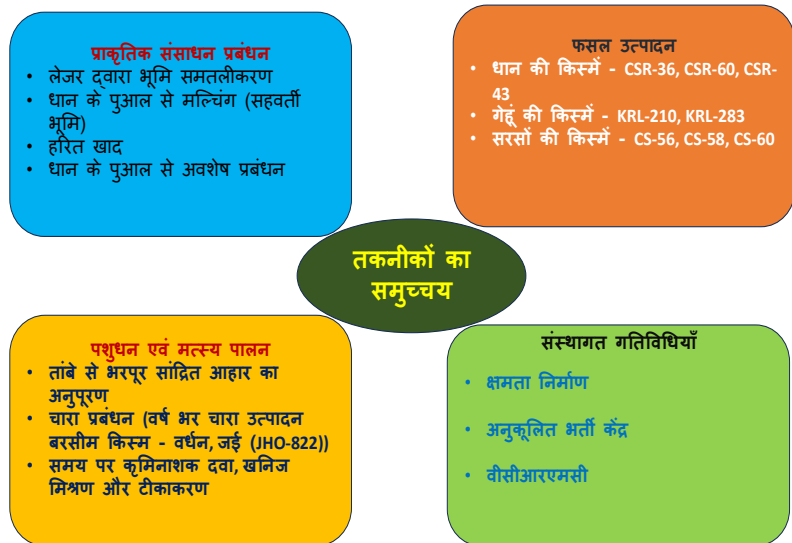 प्राकृतिक संसाधन प्रबंधन
• लेजर द्वारा भूमि समतलीकरण
• धान के पुआल से मल्चिंग (सहवर्ती
भूमि)
• हरित खाद
• धान के पुआल से अवशेष प्रबंधन
फसल उत्पादन
• धान की किस्में - CSR-36, CSR-60, CSR-
43
• गेहूं की किस्में - KRL-210, KRL-283
• सरसों की किस्में - CS-56, CS-58, CS-60
तकनीकों का
समुच्चय
पशुधन एवं मत्स्य पालन
• तांबे से भरपूर सांद्रित आहार का
अनुपूरण
• चारा प्रबंधन (वर्ष भर चारा उत्पादन
बरसीम किस्म - वर्धन, जई (JHO-822))
• समय पर कृमिनाशक दवा, खनिज
मिश्रण और टीकाकरण
संस्थागत गतिविधियाँ
• क्षमता निर्माण
• अनुकूलित भर्ती केंद्र
• वीसीआरएमसी